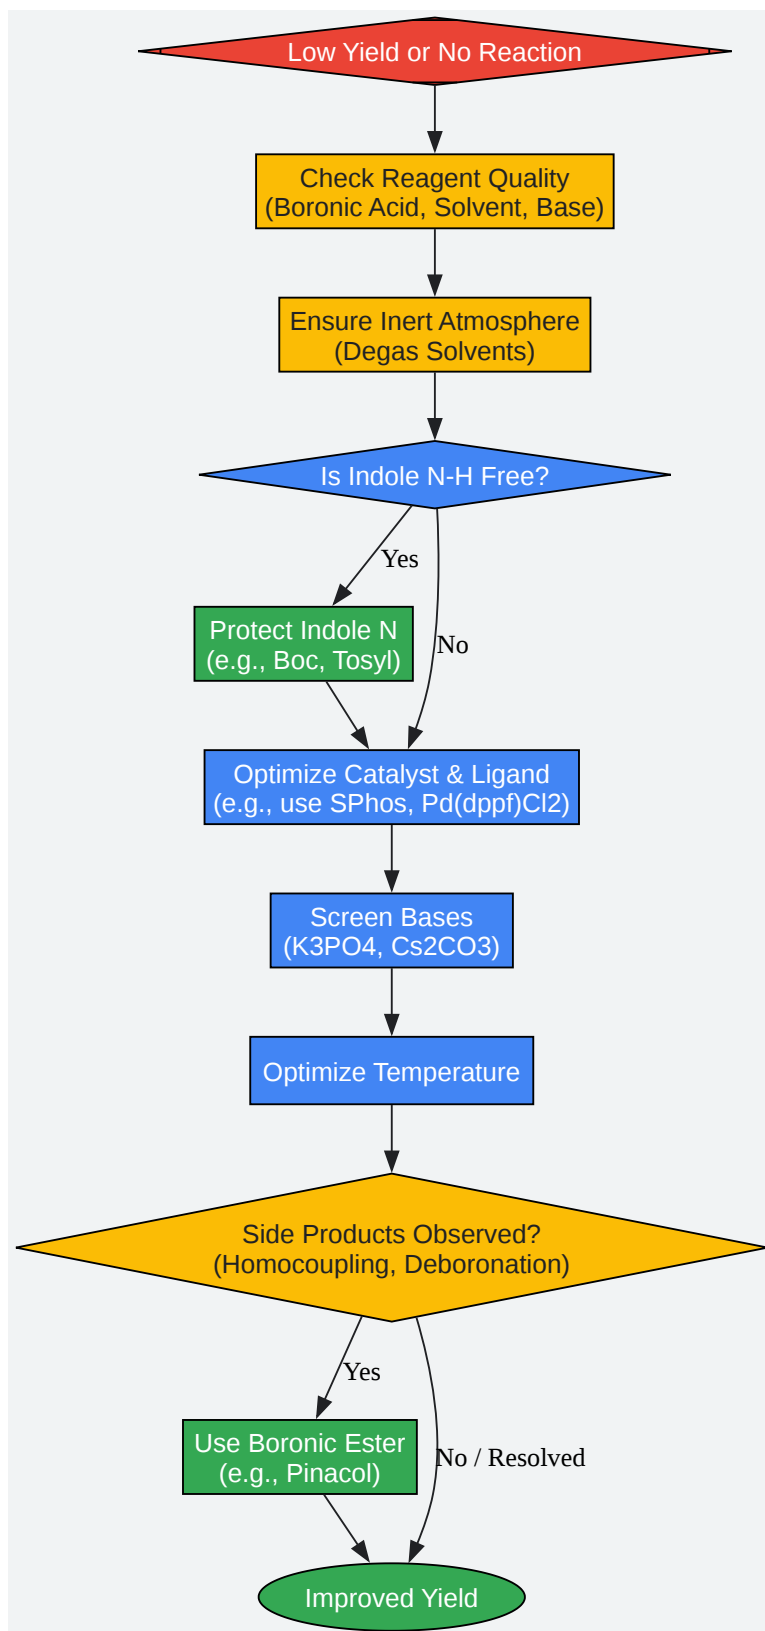 Low Yield or No Reaction
Check Reagent Quality
(Boronic Acid, Solvent, Base)
Ensure Inert Atmosphere
(Degas Solvents)
Is Indole N-H Free?
Yes
Protect Indole N
(e.g., Boc, Tosyl)
No
Optimize Catalyst & Ligand
(e.g., use SPhos, Pd(dppf)Cl2)
Screen Bases
(K3PO4, Cs2CO3)
Optimize Temperature
Side Products Observed?
(Homocoupling, Deboronation)
Yes
Use Boronic Ester
(e.g., Pinacol)
No / Resolved
Improved Yield